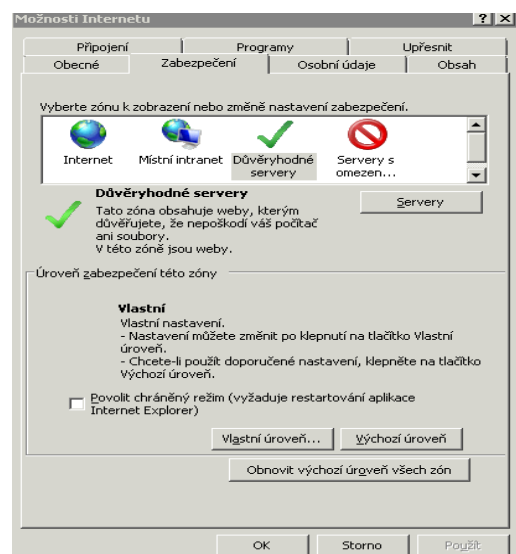 Možnosti Internetu
Připojení Programy Upřesnit
Obecné Zabezpečení Osobní údaje Obsah
Vyberte zónu k zobrazení nebo změně nastavení zabezpečení.
Internet Místní intranet Důvěryhodné Servery s
servery omezen...
Důvěryhodné servery
Servery
Tato zóna obsahuje weby, kterým
důvěřujete, že nepoškodí váš počítač
ani soubory.
V této zóně jsou weby.
Úroveň zabezpečení této zóny
Vlastní
Vlastní nastavení.
- Nastavení můžete změnit po klepnutí na tlačítko Vlastní
úroveň.
- Chcete-li použít doporučené nastavení, klepněte na tlačítko
Výchozí úroveň.
Povolit chráněný režim (vyžaduje restartování aplikace
Internet Explorer)
Vlastní úroveň... Výchozí úroveň
Obnovit výchozí úroveň všech zón
OK Storno Použít